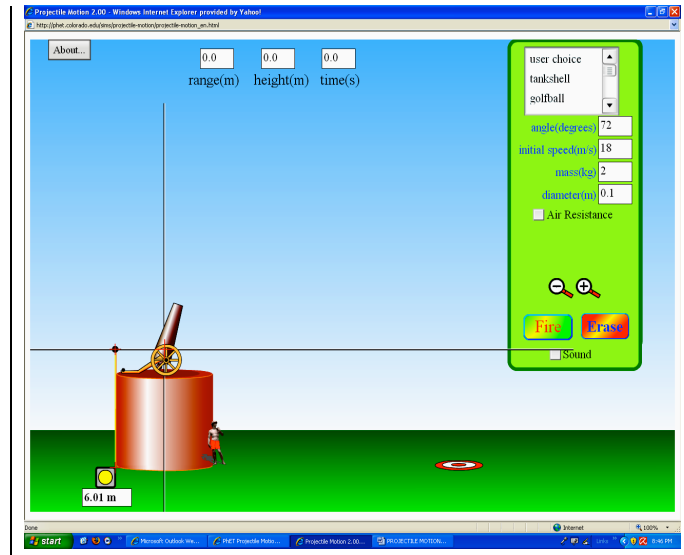 Projectile Motion 2.00 - Windows Internet Explorer provided by Yahoo!
http://phet.colorado.edu/sims/projectile-motion/projectile-motion_en.html
About...
0.0 0.0 0.0
range(m) height(m) time(s)
user choice
tankshell
golfball
angle(degrees) 72
initial speed(m/s) 18
mass(kg) 2
diameter(m) 0.1
Air Resistance
Fire Erase
Sound
6.01 m
Done Internet 100%
start Microsoft Outlook We... PhET Projectile Motio... Projectile Motion 2.00... PROJECTILE MOTION... Links 8:46 PM